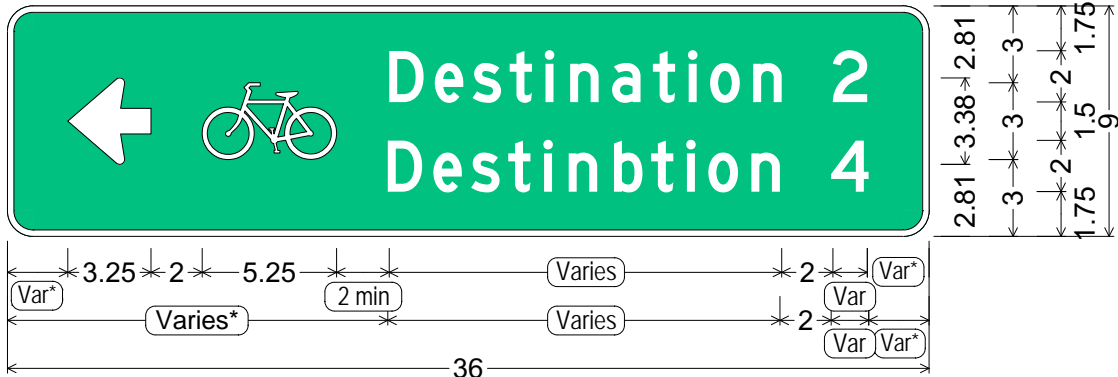 Destination 2
Destinbtion 4
2.81
3.38
2.81
3
3
3
1.75
2
1.5
2
1.75
9
3.25
2
5.25
Varies
2
Var*
Var*
2 min
Var
Varies*
Varies
2
Var
Var*
36